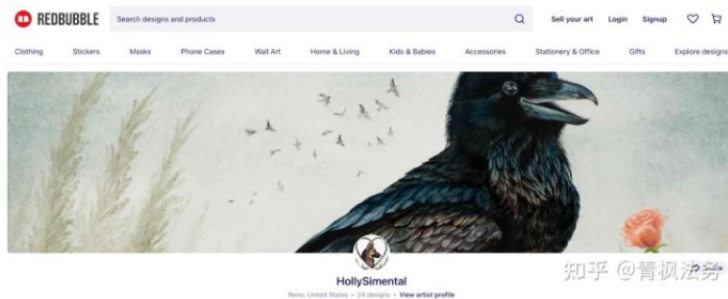 REDBUBBLE Search designs and products Sell your art Login Signup
Clothing Stickers Masks Phone Cases Wall Art Home & Living Kids & Babies Accessories Stationery & Office Gifts Explore designs
知乎 @青枫法务
HollySimental
Reno, United States • 24 designs • View artist profile